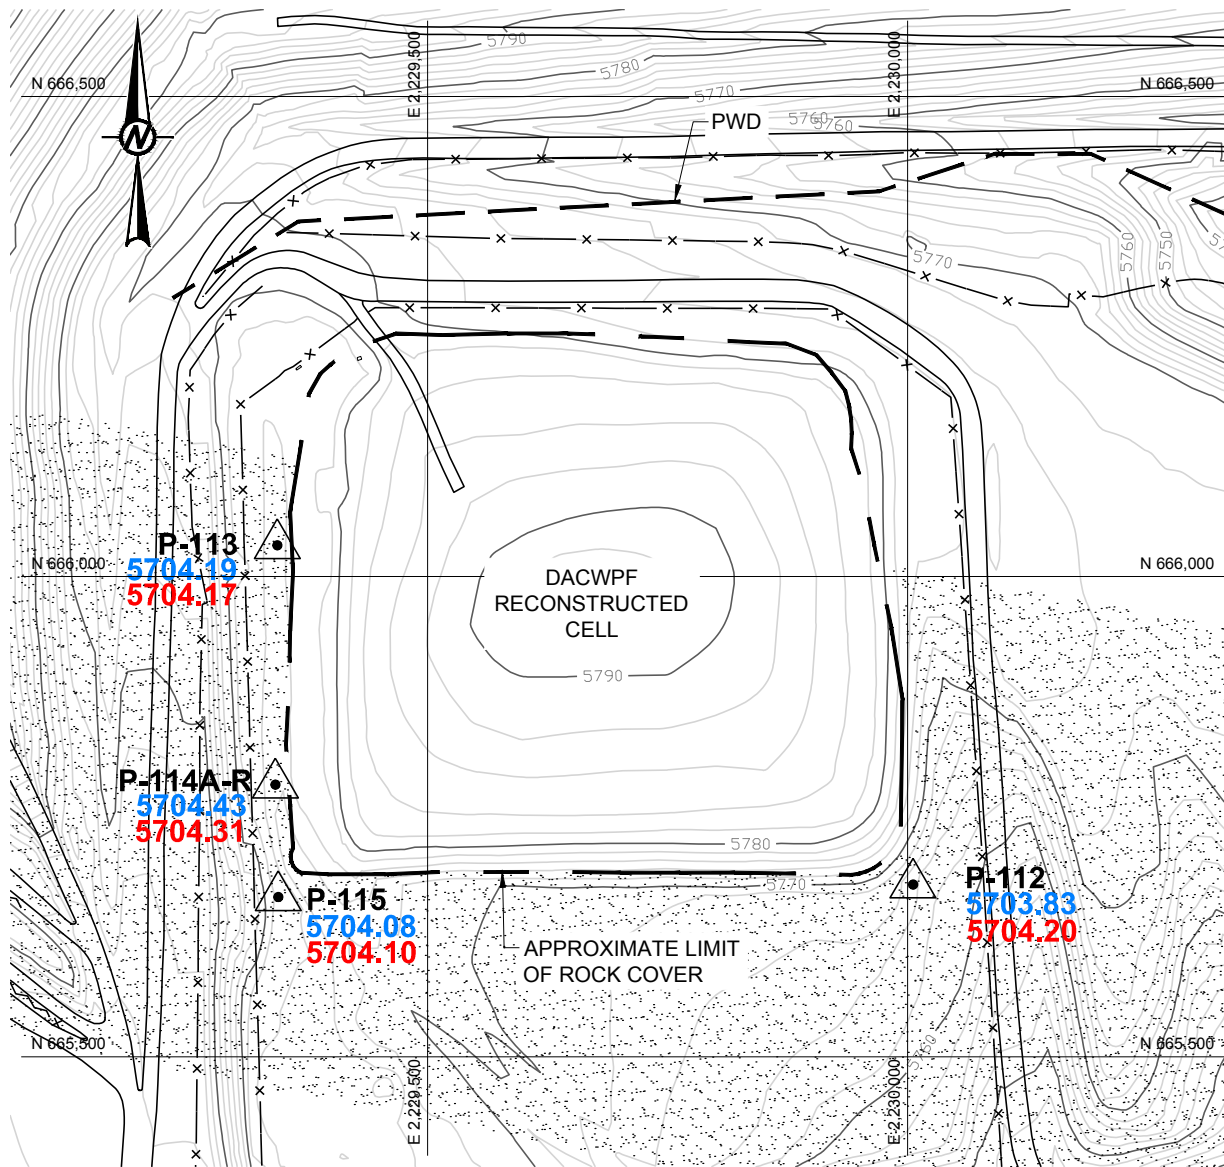 5790
E 2,229,500
E 2,230,000
5780
N 666,500
N 666,500
5770
PWD
5760
5760
N
5770
5760
5750
P-113
5704.19
N 666,000
5704.17
N 666,000
DACWPF
RECONSTRUCTED
CELL
5790
P-114A-R
5704.43
5704.31
5780
5770
P-115
5704.08
5704.10
P-112
5703.83
5704.20
APPROXIMATE LIMIT
OF ROCK COVER
N 665,500
N 665,500
E 2,229,500
E 2,230,000